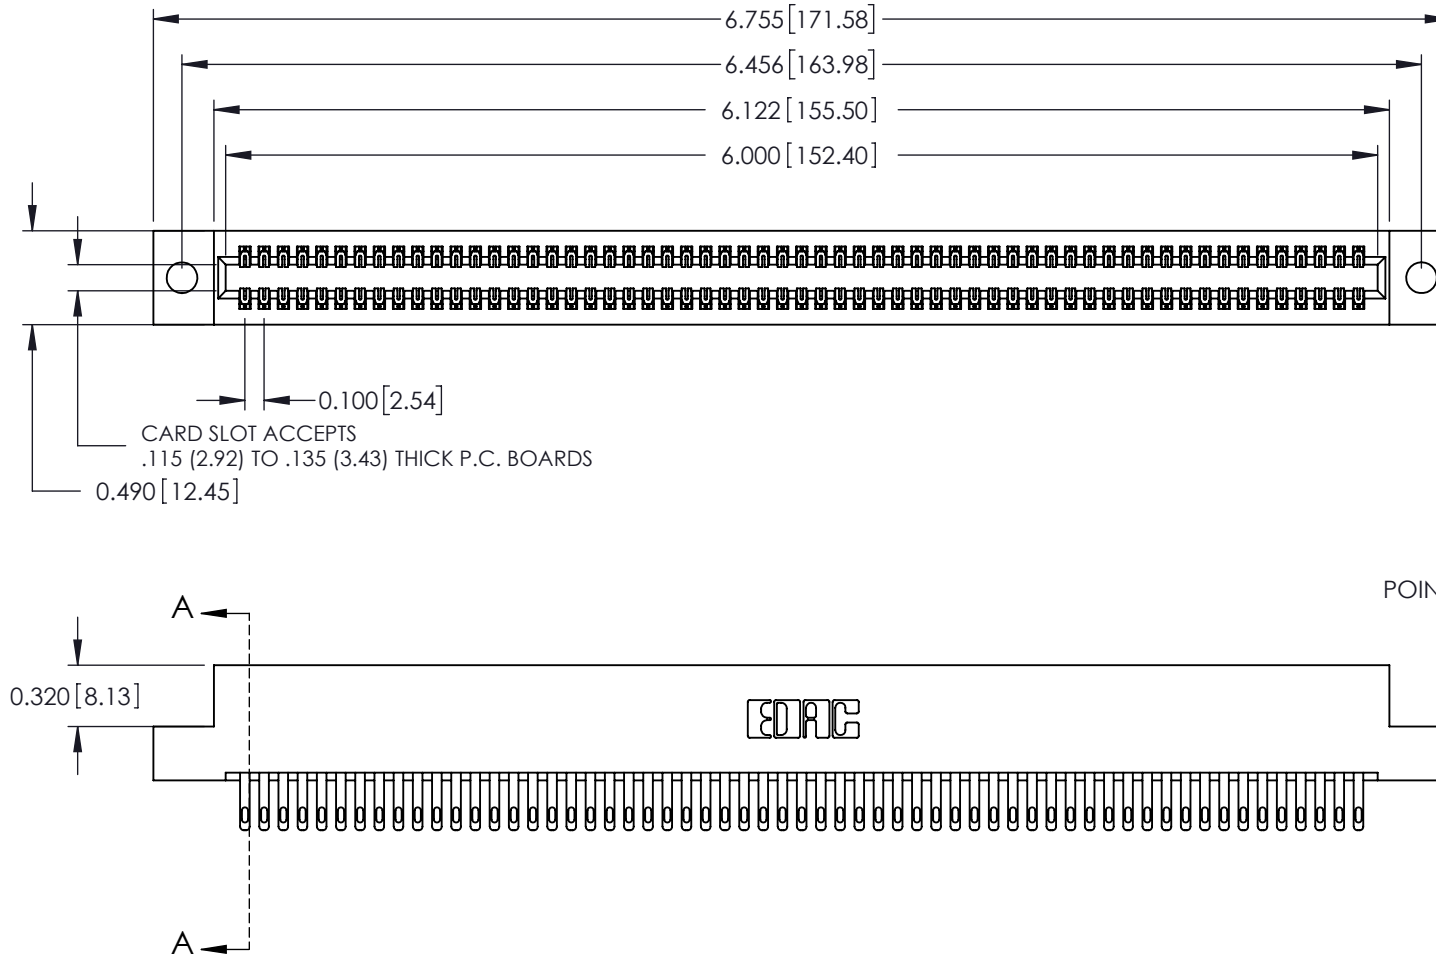 6.755[171.58]
6.456[163.98]
6.122[155.50]
6.000[152.40]
0.100[2.54]
CARD SLOT ACCEPTS
.115 (2.92) TO .135 (3.43) THICK P.C. BOARDS
0.490[12.45]
POIN
A
0.320[8.13]
EDAC
A